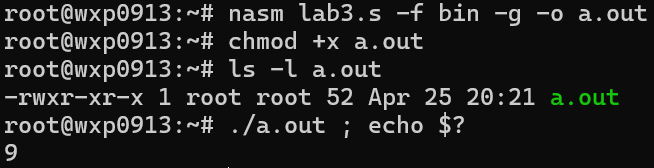 root@wxp0913:~# nasm lab3.s -f bin -g -o a.out
root@wxp0913:~# chmod +x a.out
root@wxp0913:~# ls -l a.out
-rwxr-xr-x 1 root root 52 Apr 25 20:21 a.out
root@wxp0913:~# ./a.out ; echo $?
9